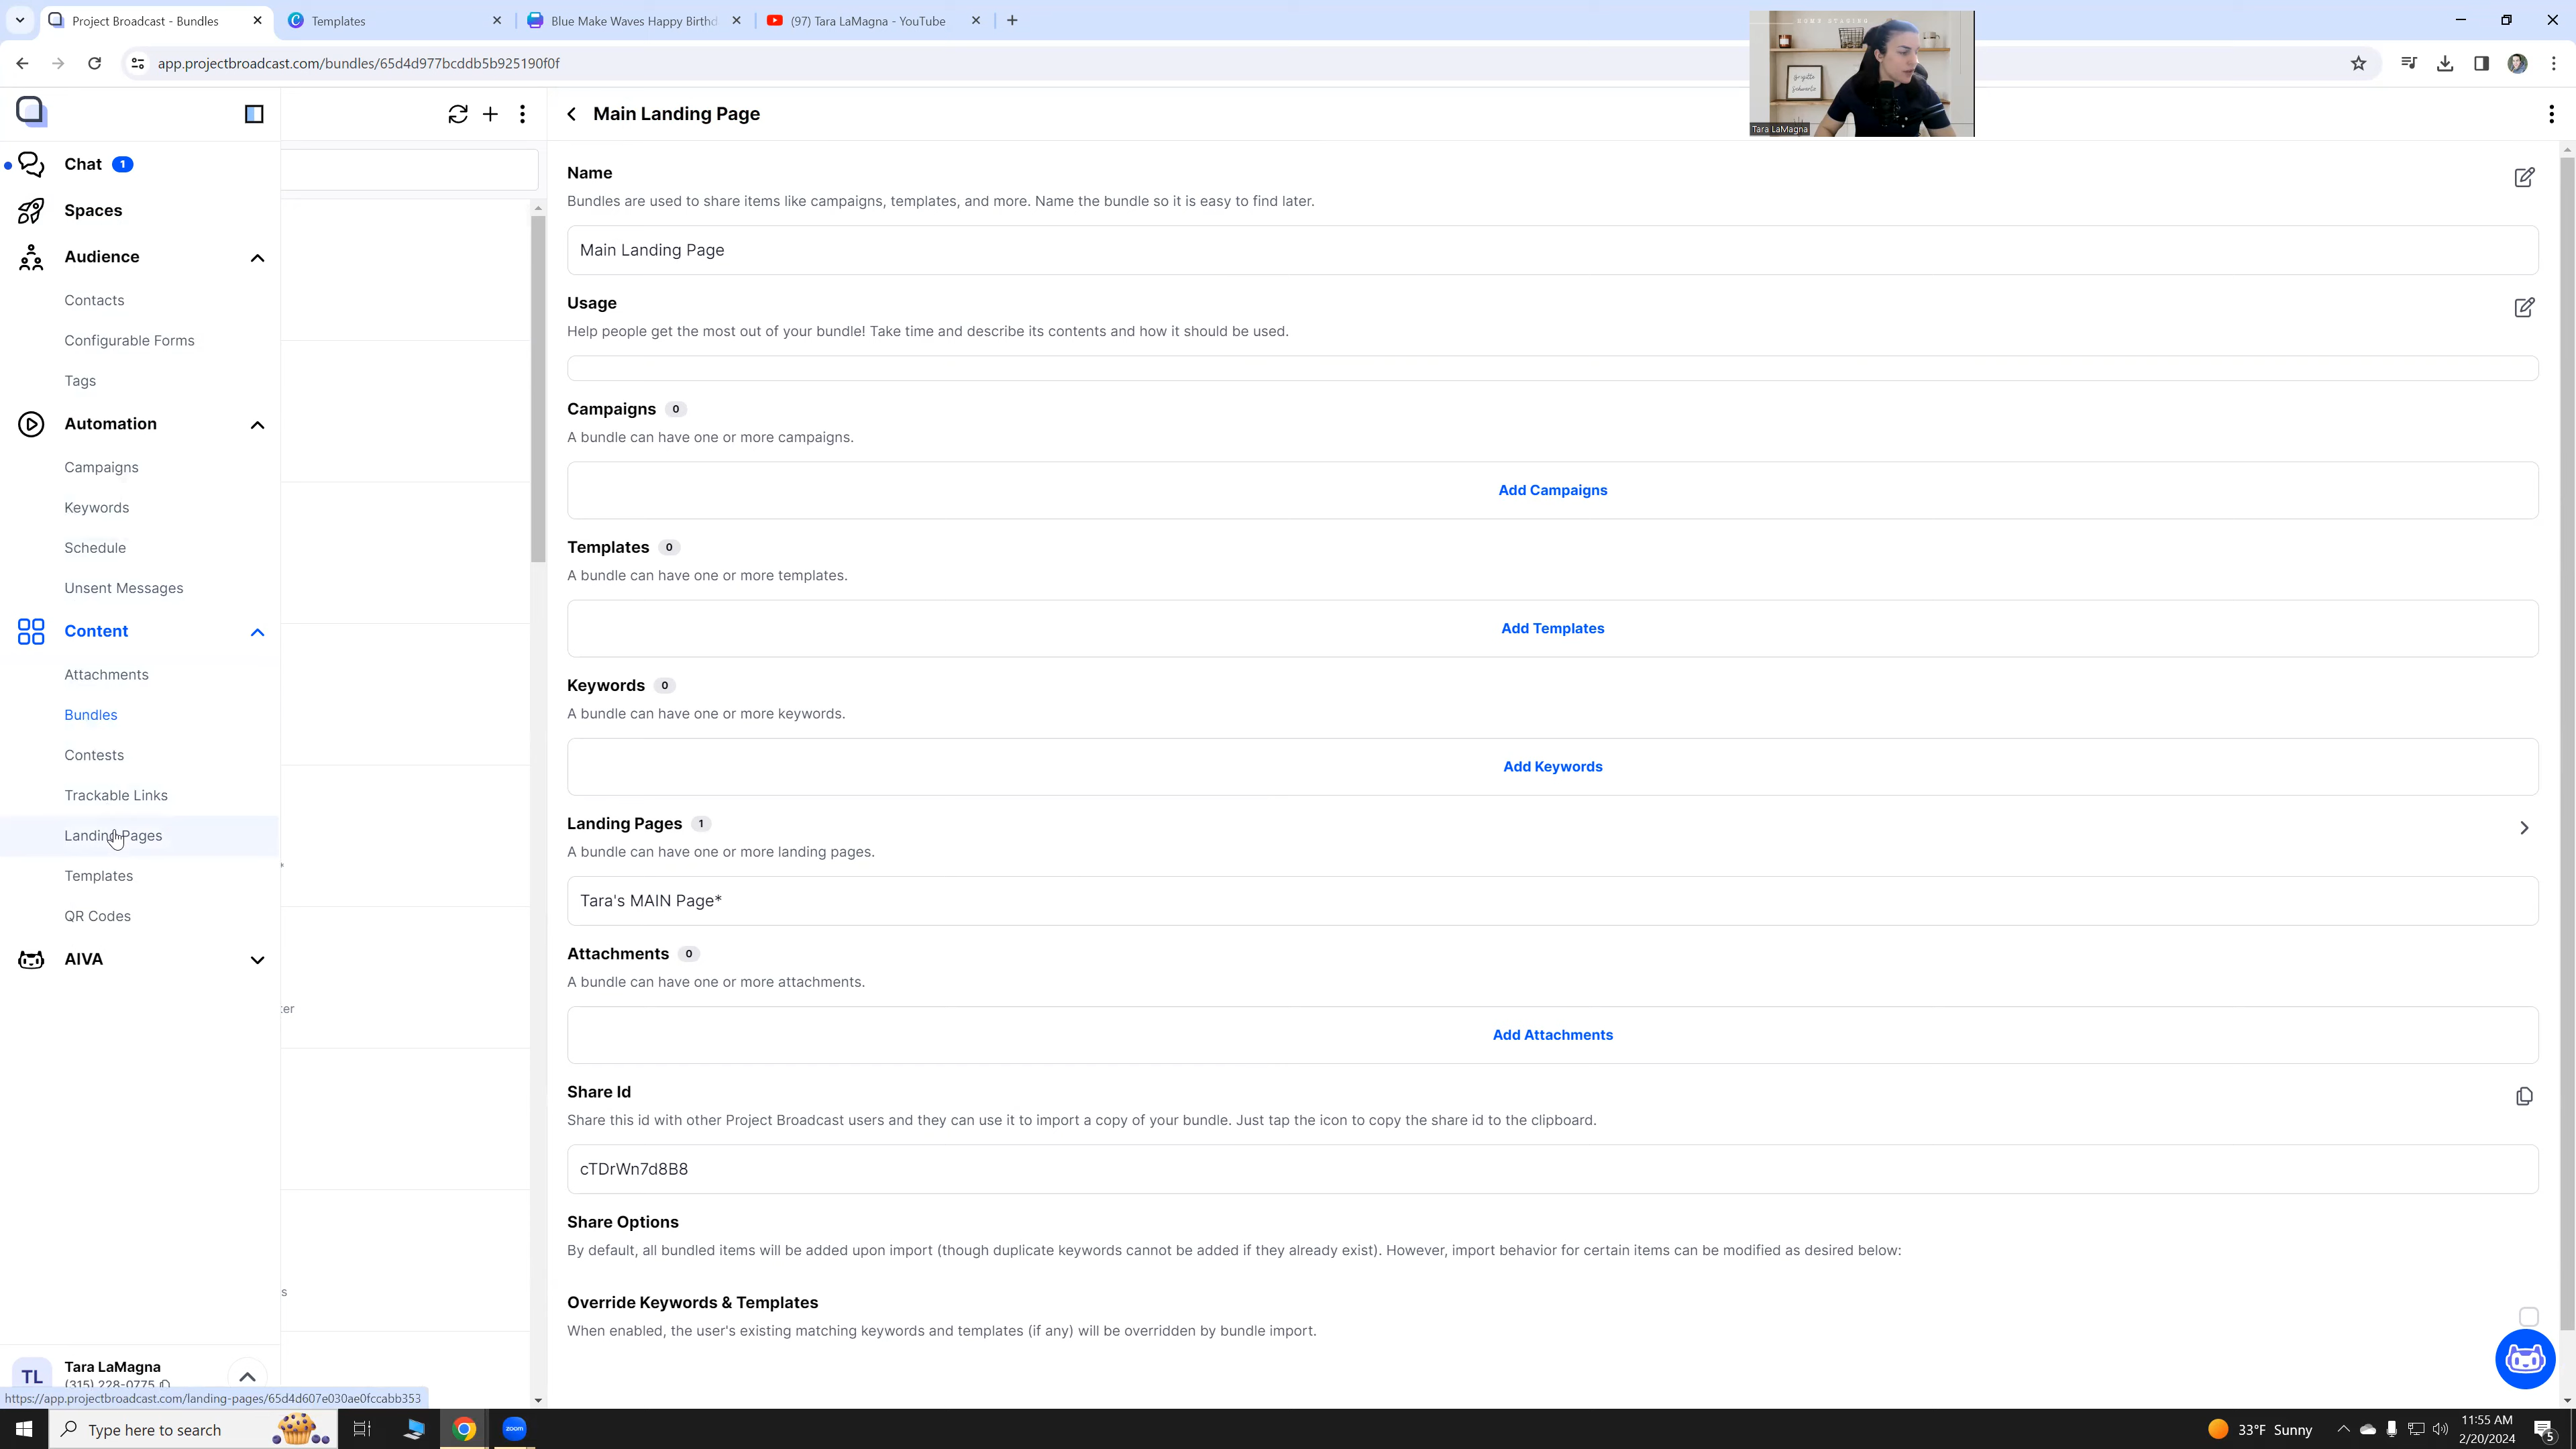 Project Broadcast - Bundles
Templates
Blue Make Waves Happy Birthd
(97) Tara LaMagna - YouTube
app.projectbroadcast.com/bundles/65d4d977bcddb5b925190f0f
Tara LaMagna
Chat 1
Spaces
Audience
Contacts
Configurable Forms
Tags
Automation
Campaigns
Keywords
Schedule
Unsent Messages
Content
Attachments
Bundles
Contests
Trackable Links
Landing Pages
Templates
QR Codes
AIVA
TL
Tara LaMagna
(315) 228-0775
https://app.projectbroadcast.com/landing-pages/65d4d607e030ae0fccabb353
ter
s
Main Landing Page
Name
Bundles are used to share items like campaigns, templates, and more. Name the bundle so it is easy to find later.
Main Landing Page
Usage
Help people get the most out of your bundle! Take time and describe its contents and how it should be used.
Campaigns 0
A bundle can have one or more campaigns.
Add Campaigns
Templates 0
A bundle can have one or more templates.
Add Templates
Keywords 0
A bundle can have one or more keywords.
Add Keywords
Landing Pages 1
A bundle can have one or more landing pages.
Tara's MAIN Page*
Attachments 0
A bundle can have one or more attachments.
Add Attachments
Share Id
Share this id with other Project Broadcast users and they can use it to import a copy of your bundle. Just tap the icon to copy the share id to the clipboard.
cTDrWn7d8B8
Share Options
By default, all bundled items will be added upon import (though duplicate keywords cannot be added if they already exist). However, import behavior for certain items can be modified as desired below:
Override Keywords & Templates
When enabled, the user's existing matching keywords and templates (if any) will be overridden by bundle import.
Type here to search
zoom
33°F Sunny
11:55 AM
2/20/2024
5